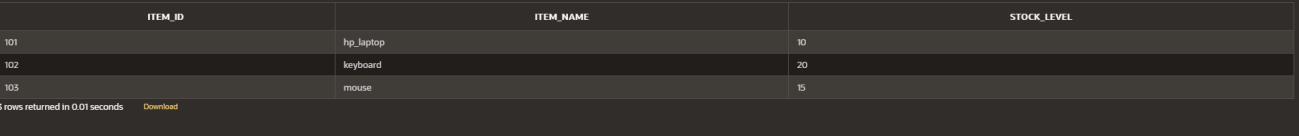 ITEM_ID ITEM_NAME STOCK_LEVEL
101 hp_laptop 10
102 keyboard 20
103 mouse 15
rows returned in 0.01 seconds Download